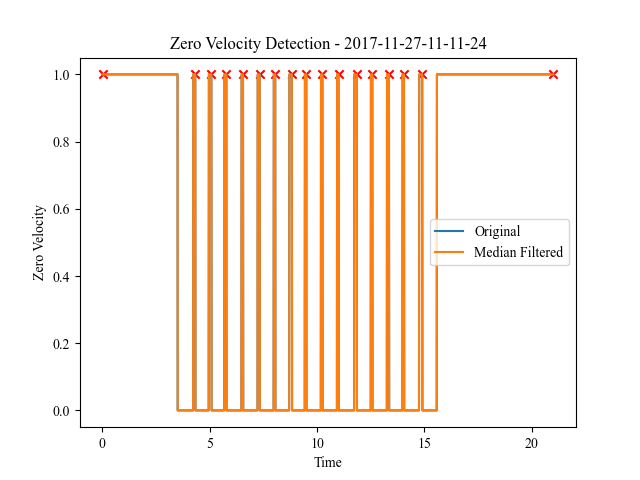 Zero Velocity Detection - 2017-11-27-11-11-24
1.0
0.8
0.6
0.4
0.2
0.0
Zero Velocity
Original
Median Filtered
0
5
10
15
20
Time